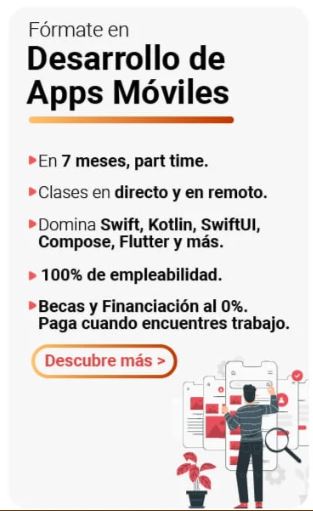 Fórmate en
Desarrollo de
Apps Móviles
En 7 meses, part time.
Clases en directo y en remoto.
Domina Swift, Kotlin, SwiftUI,
Compose, Flutter y más.
100% de empleabilidad.
Becas y Financiación al 0%.
Paga cuando encuentres trabajo.
Descubre más >